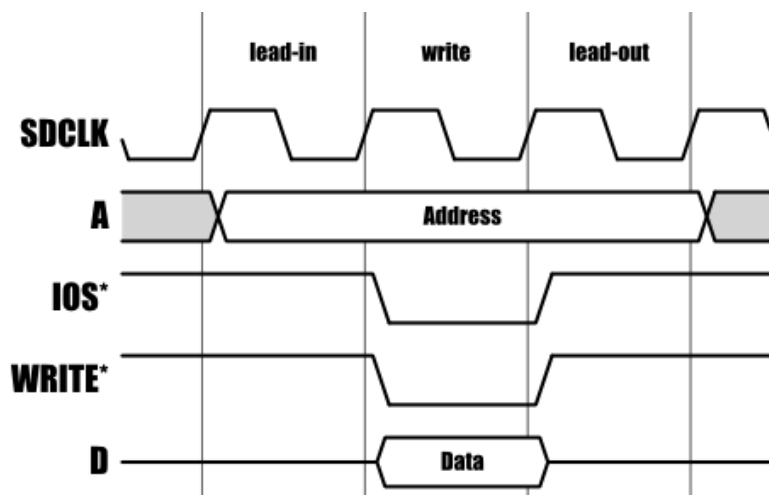 lead-in write lead-out
SDCLK
A Address
IOS*
WRITE*
D Data